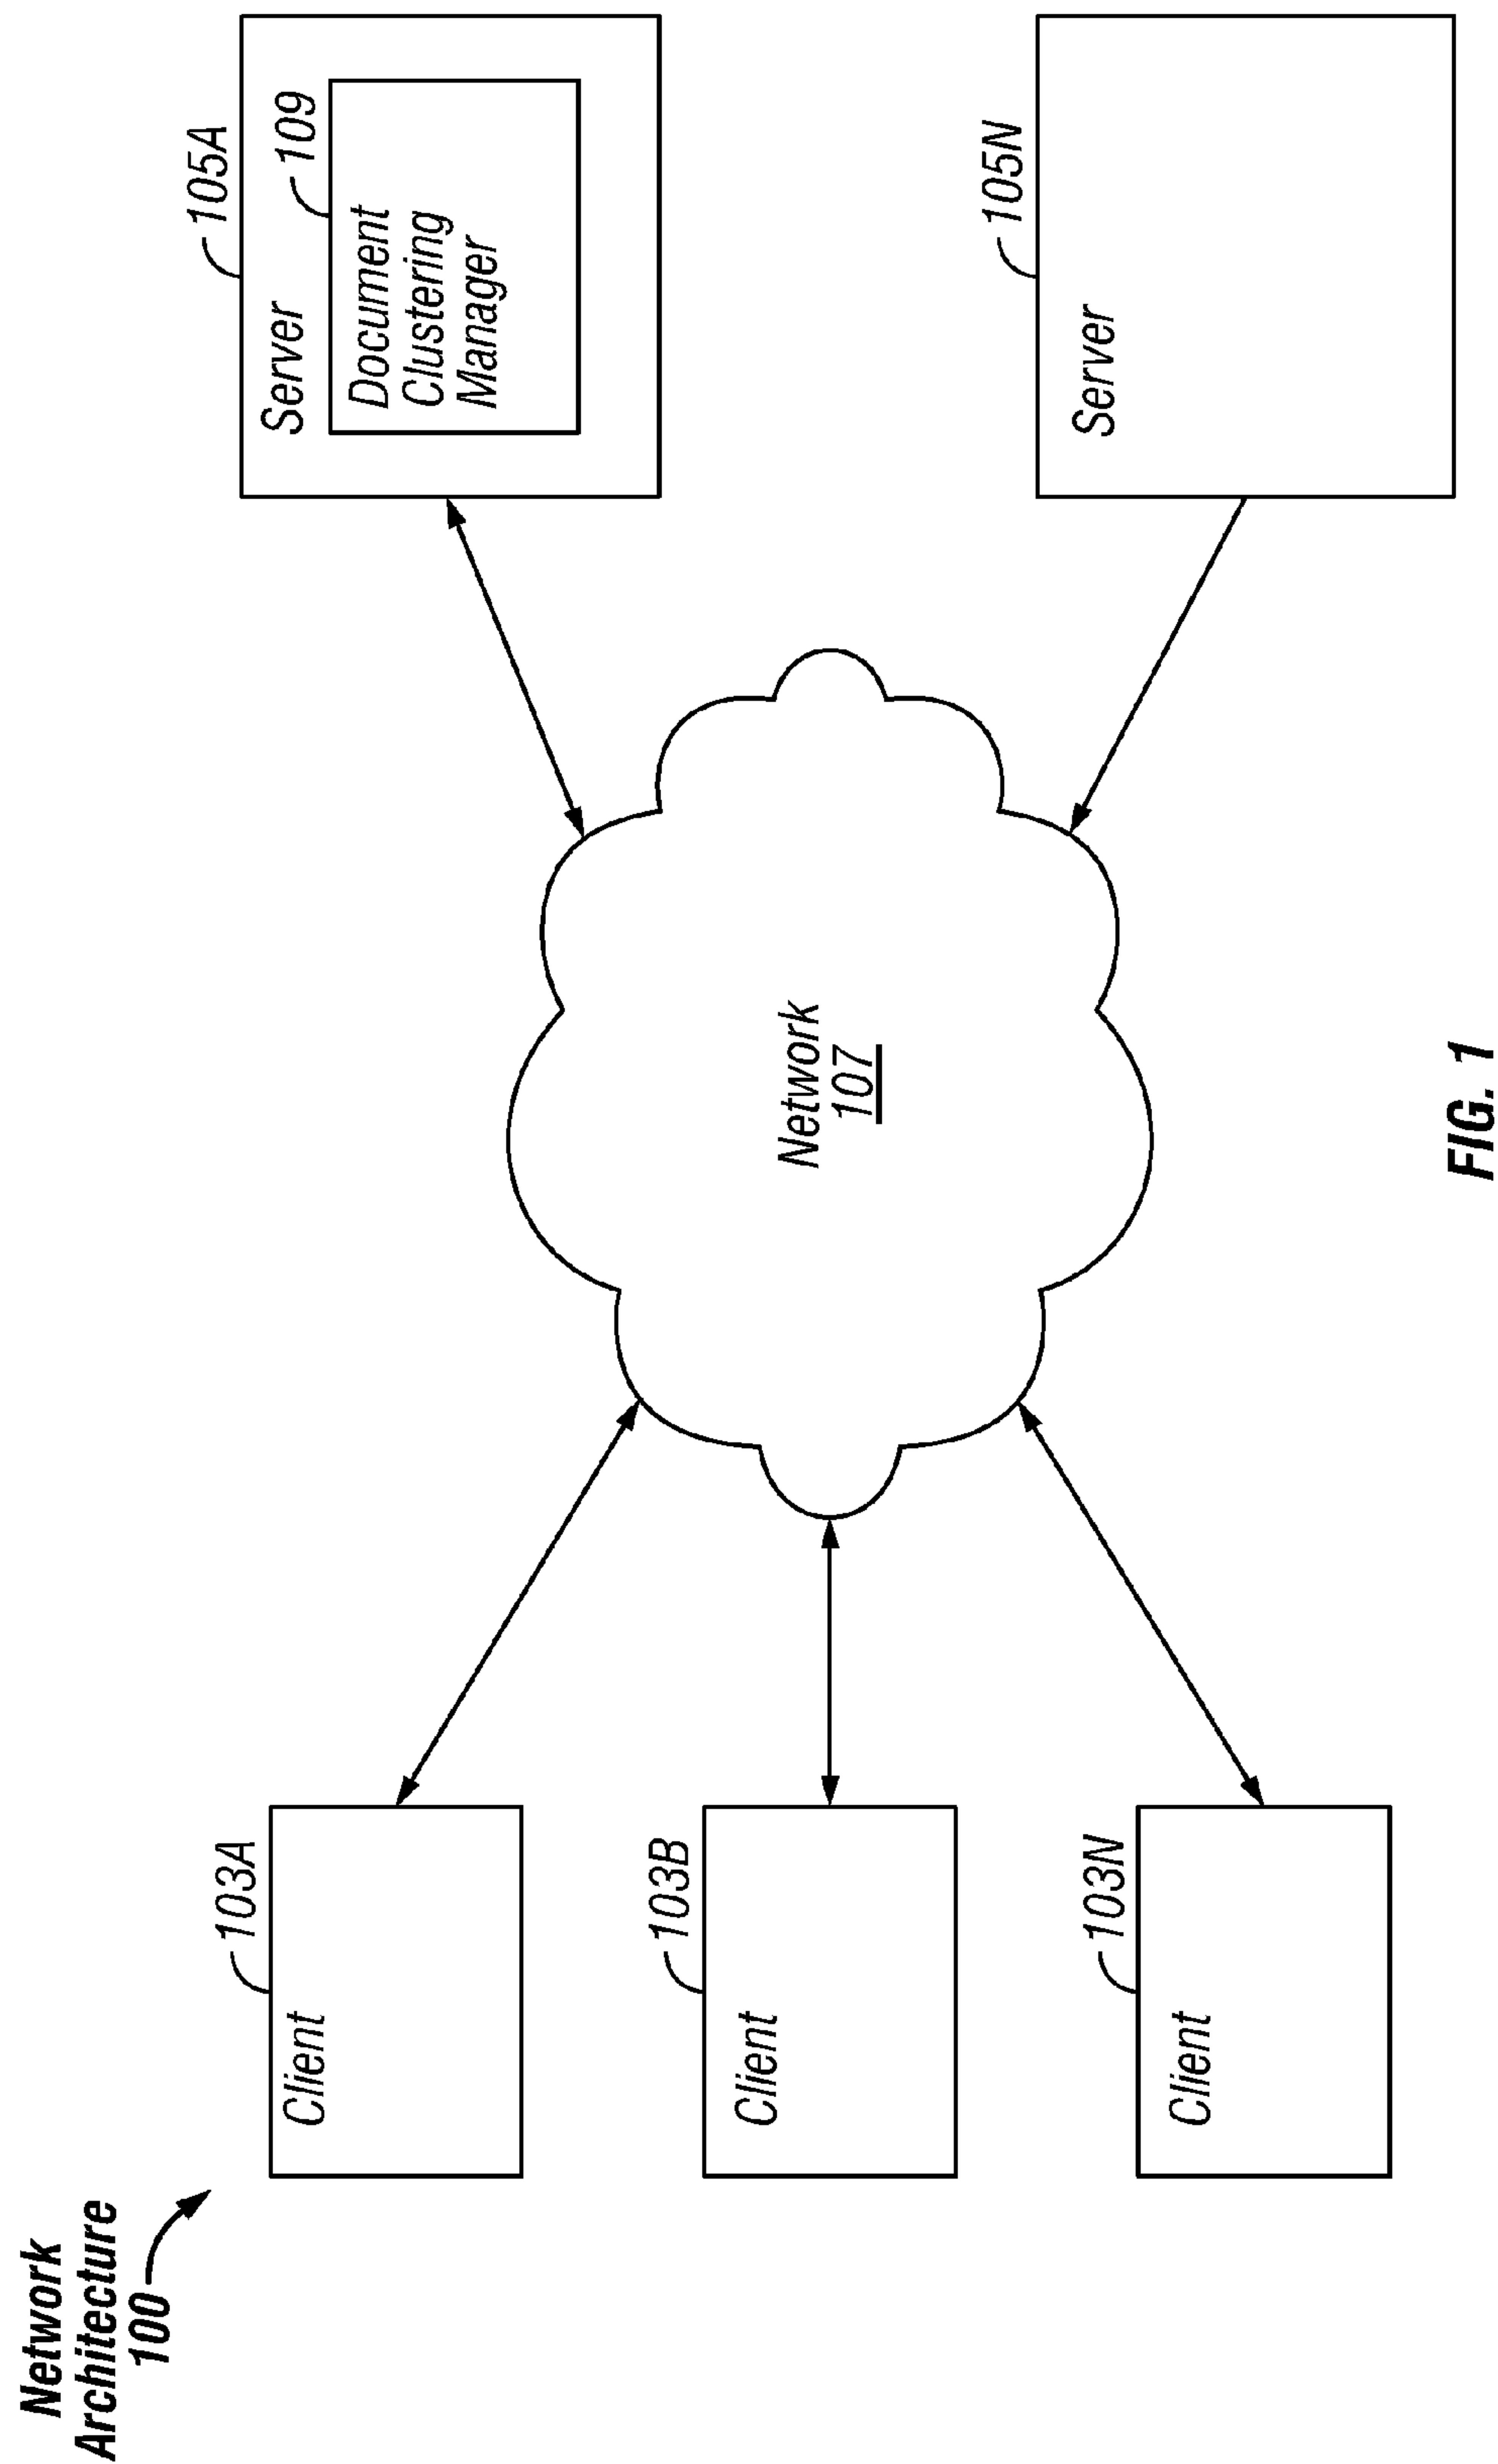 Network
Architecture
100
103A
Client
103B
Client
103N
Client
Network
107
105A
Server
109
Document
Clustering
Manager
105N
Server
FIG. 1